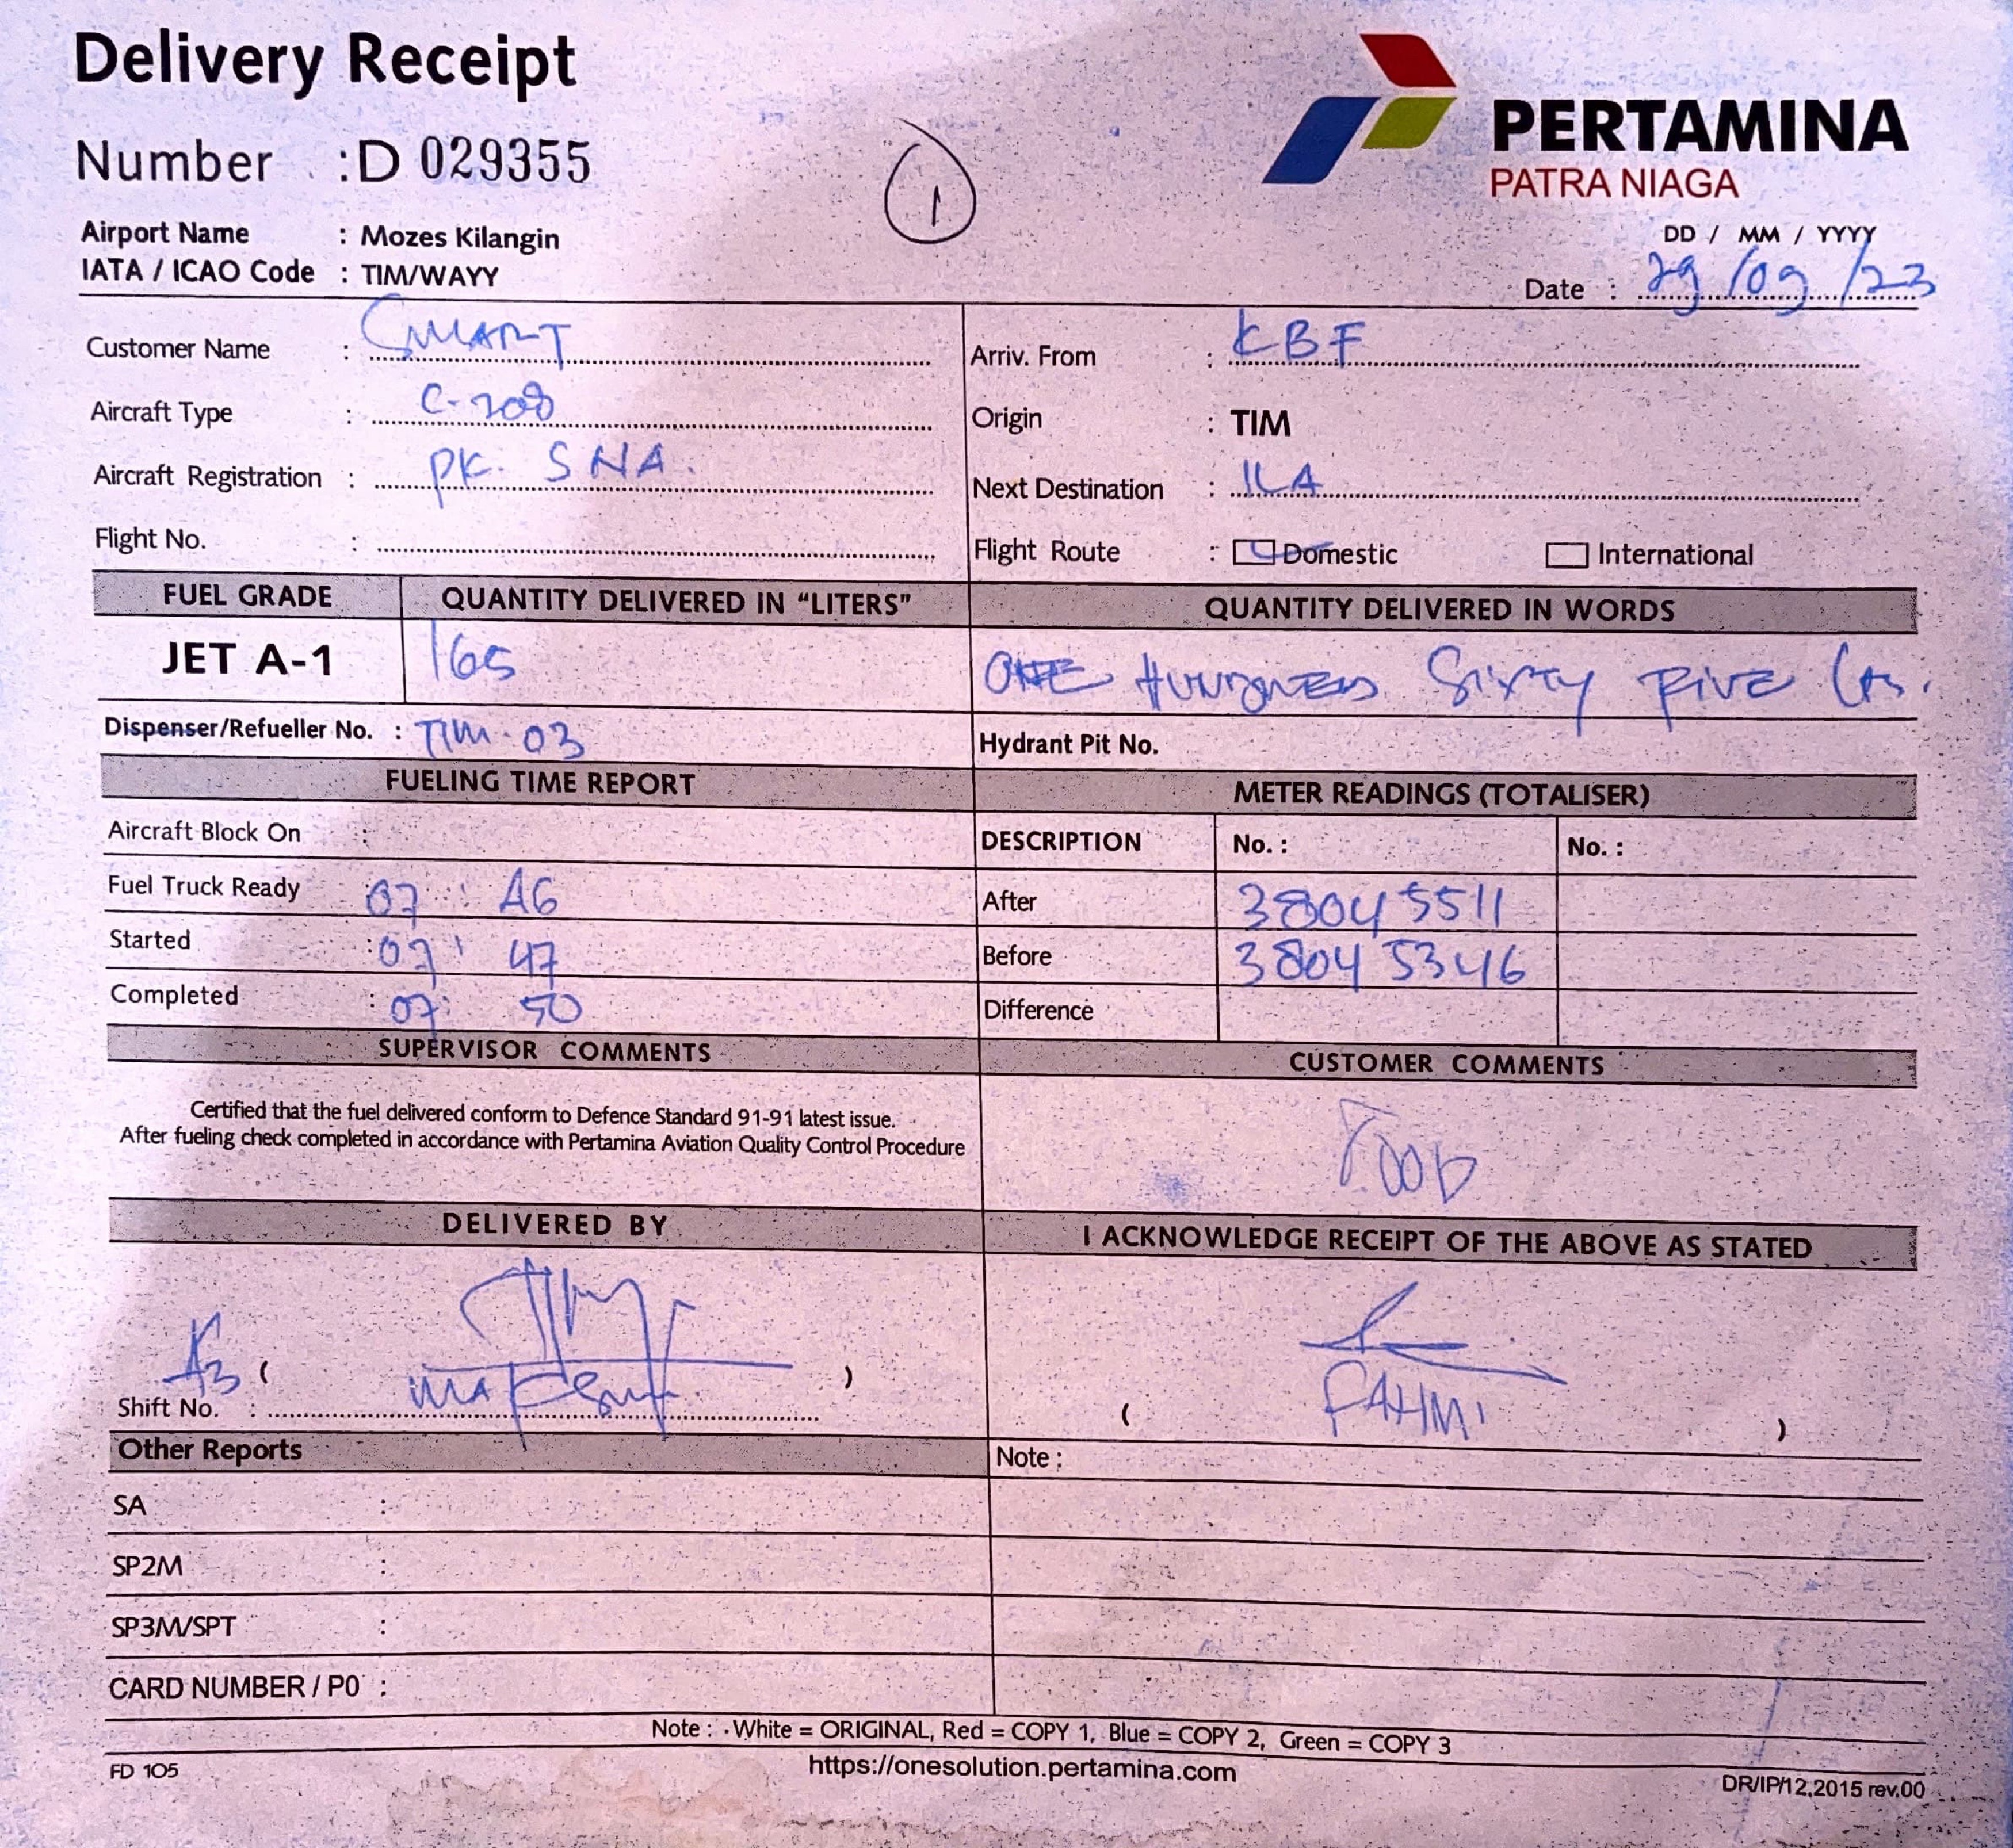 Delivery Receipt
Number : D 029355
1
PERTAMINA
PATRA NIAGA
Airport Name : Mozes Kilangin
IATA / ICAO Code : TIM/WAYY
DD / MM / YYYY
Date : 29/09/23
Customer Name : SMART
Arriv. From : KBF
Aircraft Type : C-208
Origin : TIM
Aircraft Registration : PK. SNA.
Next Destination : ILA
Flight No. :
Flight Route : Domestic International
FUEL GRADE QUANTITY DELIVERED IN "LITERS" QUANTITY DELIVERED IN WORDS
JET A-1 165 ONE HUNDRED SIXTY FIVE
Dispenser/Refueller No. : TIM-03 Hydrant Pit No.
FUELING TIME REPORT METER READINGS (TOTALISER)
Aircraft Block On : DESCRIPTION No. : No. :
Fuel Truck Ready : 07 : 46 After 38045511
Started : 07 : 47 Before 38045346
Completed : 07 : 50 Difference
SUPERVISOR COMMENTS CUSTOMER COMMENTS
Certified that the fuel delivered conform to Defence Standard 91-91 latest issue.
After fueling check completed in accordance with Pertamina Aviation Quality Control Procedure
DELIVERED BY I ACKNOWLEDGE RECEIPT OF THE ABOVE AS STATED
( )
Shift No. :
( FAHMI )
Other Reports Note :
SA :
SP2M :
SP3M/SPT :
CARD NUMBER / PO :
Note : White = ORIGINAL, Red = COPY 1, Blue = COPY 2, Green = COPY 3
FD 105 https://onesolution.pertamina.com DR/IP/12,2015 rev.00